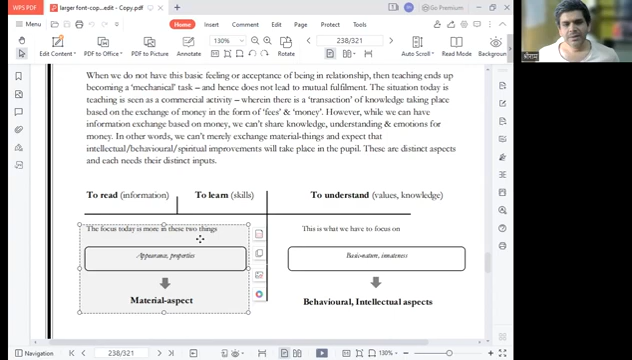 WPS PDF
larger font-cop...edit - Copy.pdf
Go Premium
Menu
Home
Edit
Comment
Page
Protect
Tools
Edit Content
PDF to Office
PDF to Picture
Annotate
130%
Rotate
238/321
Auto Scroll
Read Mode
Background
When we do not have this basic feeling or acceptance of being in relationship, then teaching ends up
becoming a 'mechanical' task – and hence does not lead to mutual fulfilment. The situation today is
teaching is seen as a commercial activity – wherein there is a 'transaction' of knowledge taking place
based on the exchange of money in the form of 'fees' & 'money'. However, while we can have
information exchange based on money, we can't share knowledge, understanding & emotions for
money. In other words, we can't merely exchange material-things and expect that
intellectual/behavioural/spiritual improvements will take place in the pupil. These are distinct aspects
and each needs their distinct inputs.
To read (information) To learn (skills) To understand (values, knowledge)
The focus today is more in these two things This is what we have to focus on
Appearance, properties Basic-nature, innateness
Material-aspect Behavioural, Intellectual aspects
Navigation
238/321
130%